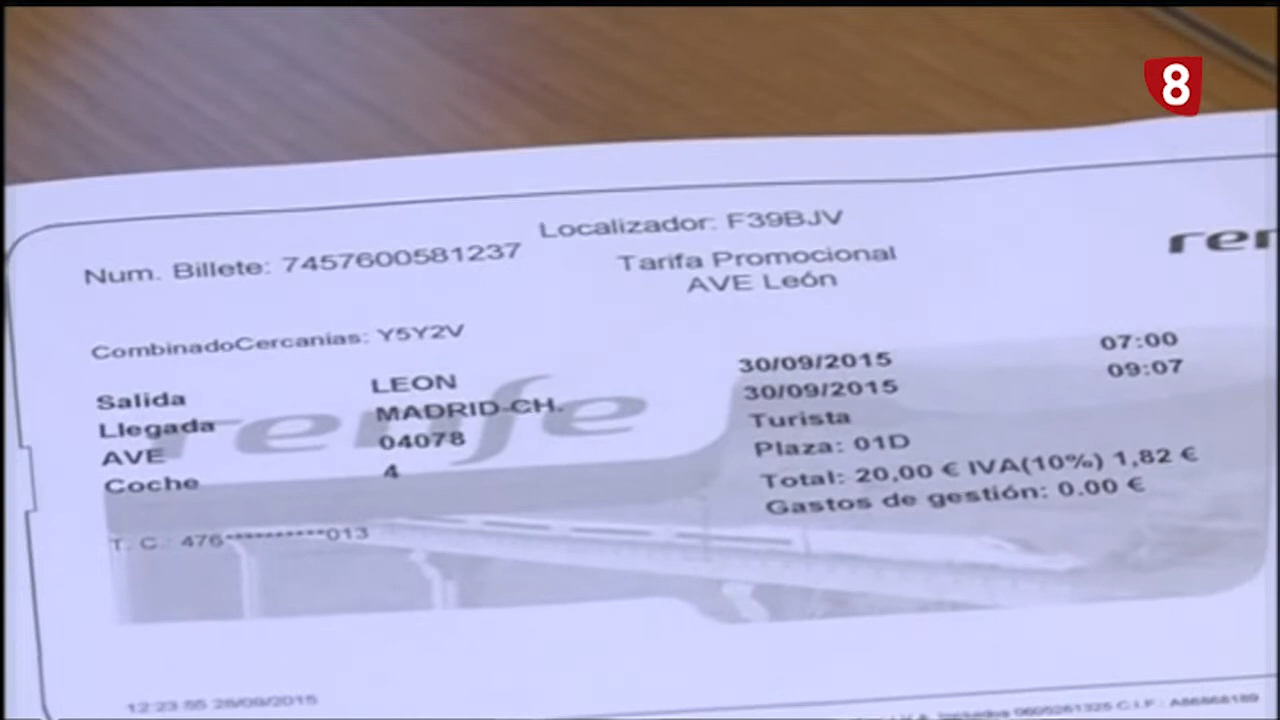 8
Localizador: F39BJV
Num. Billete: 7457600581237
Tarifa Promocional
AVE León
CombinadoCercanias: Y5Y2V
Salida LEON 30/09/2015 07:00
Llegada MADRID-CH. 30/09/2015 09:07
AVE 04078 Turista
Coche 4 Plaza: 01D
Total: 20,00 € IVA(10%) 1,82 €
Gastos de gestión: 0.00 €
renfe
T. C.: 476**********013
12:23:55 28/09/2015
C.I.F.: A86868189